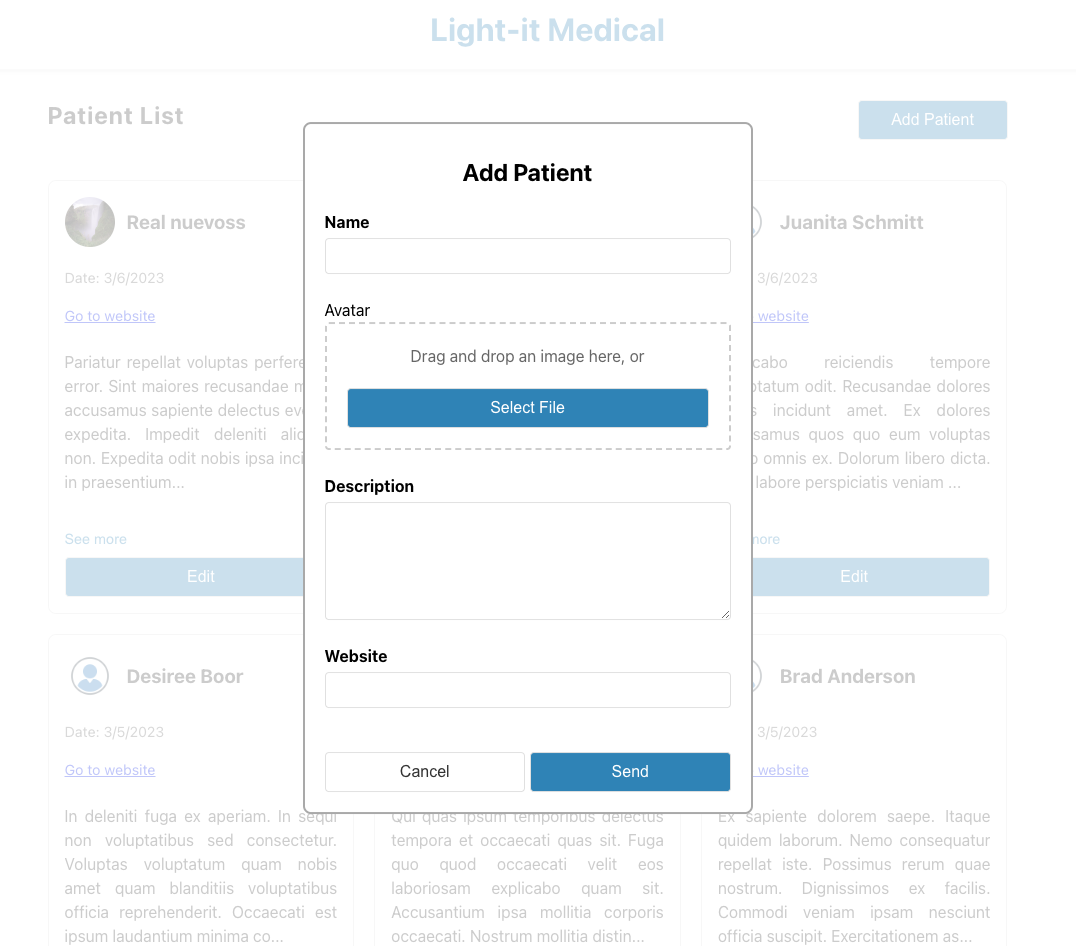 Light-it Medical
Patient List
Add Patient
Real nuevoss
Date: 3/6/2023
Go to website
Pariatur repellat voluptas
error. Sint maiores recusandae
accusamus sapiente delectus
expedita. Impedit deleniti
non. Expedita odit nobis ipsa
in praesentium...
See more
Edit
Juanita Schmitt
3/6/2023
website
reiciendis tempore
odit. Recusandae dolores
incidunt amet. Ex dolores
quos quo eum voluptas
omnis ex. Dolorum libero dicta.
labore perspiciatis veniam ...
more
Edit
Add Patient
Name
Avatar
Drag and drop an image here, or
Select File
Description
Website
Cancel
Send
Desiree Boor
Date: 3/5/2023
Go to website
In deleniti fuga ex aperiam. In sequi
non voluptatibus sed consectetur.
Voluptas voluptatum quam nobis
amet quam blanditiis voluptatibus
officia reprehenderit. Occaecati est
ipsum laudantium minima co...
Qui quas ipsum temporibus delectus
tempora et occaecati quas sit. Fuga
quo quod occaecati velit eos
laboriosam explicabo quam sit.
Accusantium ipsa mollitia corporis
occaecati. Nostrum mollitia distin...
Brad Anderson
3/5/2023
website
Ex sapiente dolorem saepe. Itaque
quidem laborum. Nemo consequatur
repellat iste. Possimus rerum quae
nostrum. Dignissimos ex facilis.
Commodi veniam ipsam nesciunt
officia suscipit. Exercitationem as...